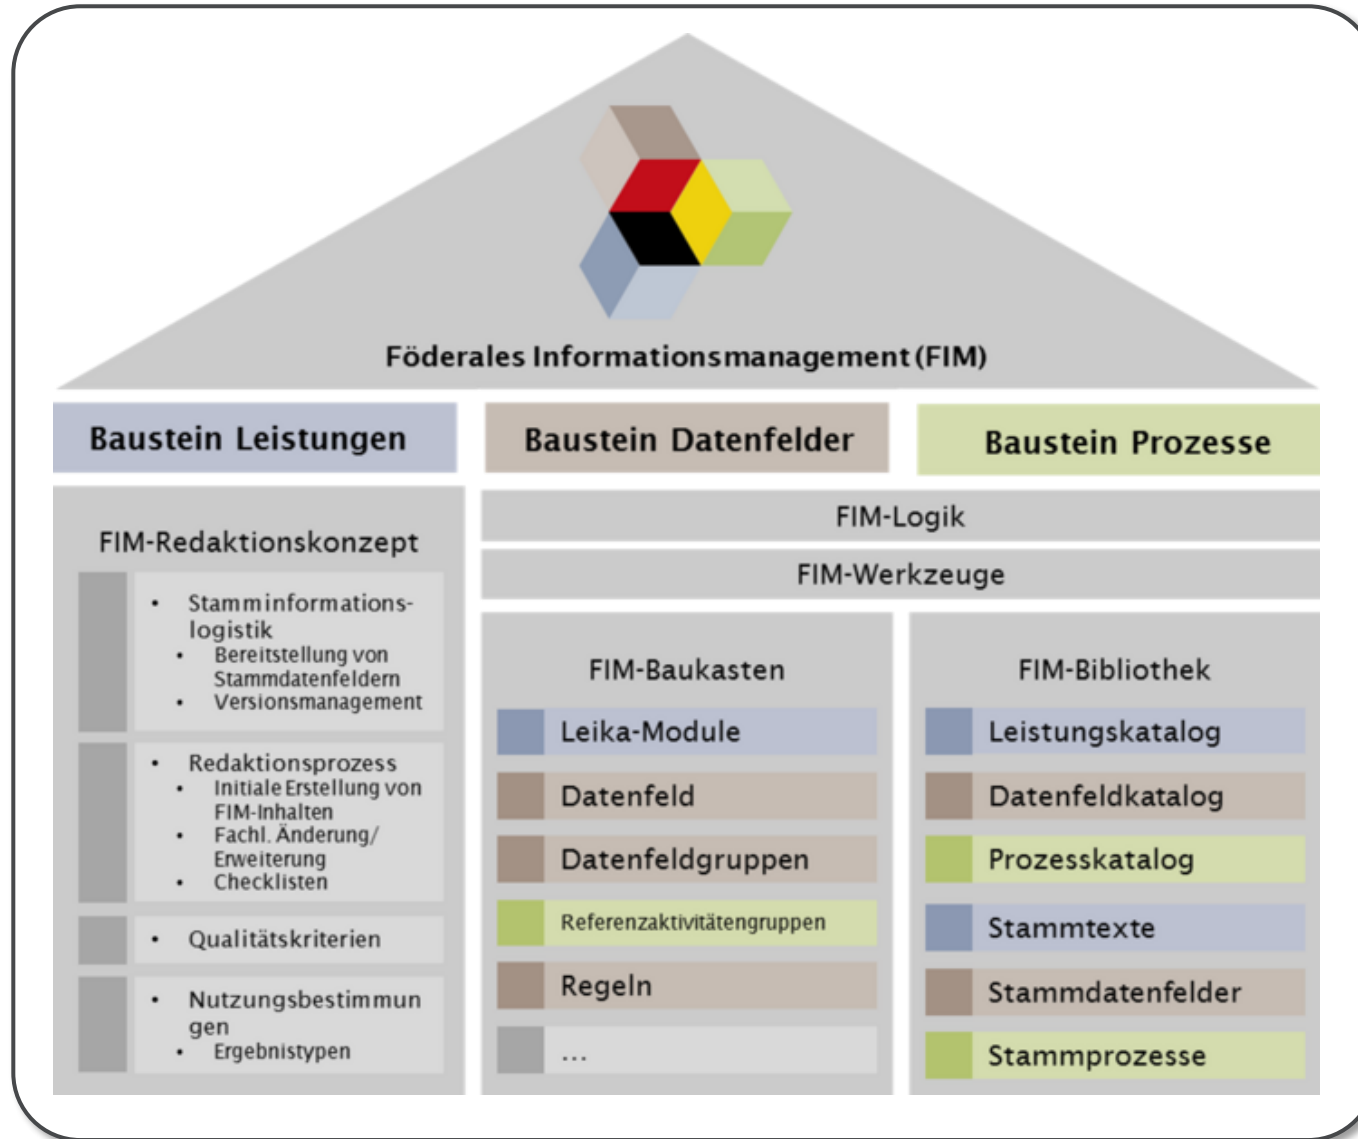 Föderales Informationsmanagement (FIM)
Baustein Leistungen
Baustein Datenfelder
Baustein Prozesse
FIM-Redaktionskonzept
• Stamminformations-
logistik
• Bereitstellung von
Stammdatenfeldern
• Versionsmanagement
• Redaktionsprozess
• Initiale Erstellung von
FIM-Inhalten
• Fachl. Änderung/
Erweiterung
• Checklisten
• Qualitätskriterien
• Nutzungsbestimmun
gen
• Ergebnistypen
FIM-Logik
FIM-Werkzeuge
FIM-Baukasten
Leika-Module
Datenfeld
Datenfeldgruppen
Referenzaktivitätengruppen
Regeln
...
FIM-Bibliothek
Leistungskatalog
Datenfeldkatalog
Prozesskatalog
Stammtexte
Stammdatenfelder
Stammprozesse